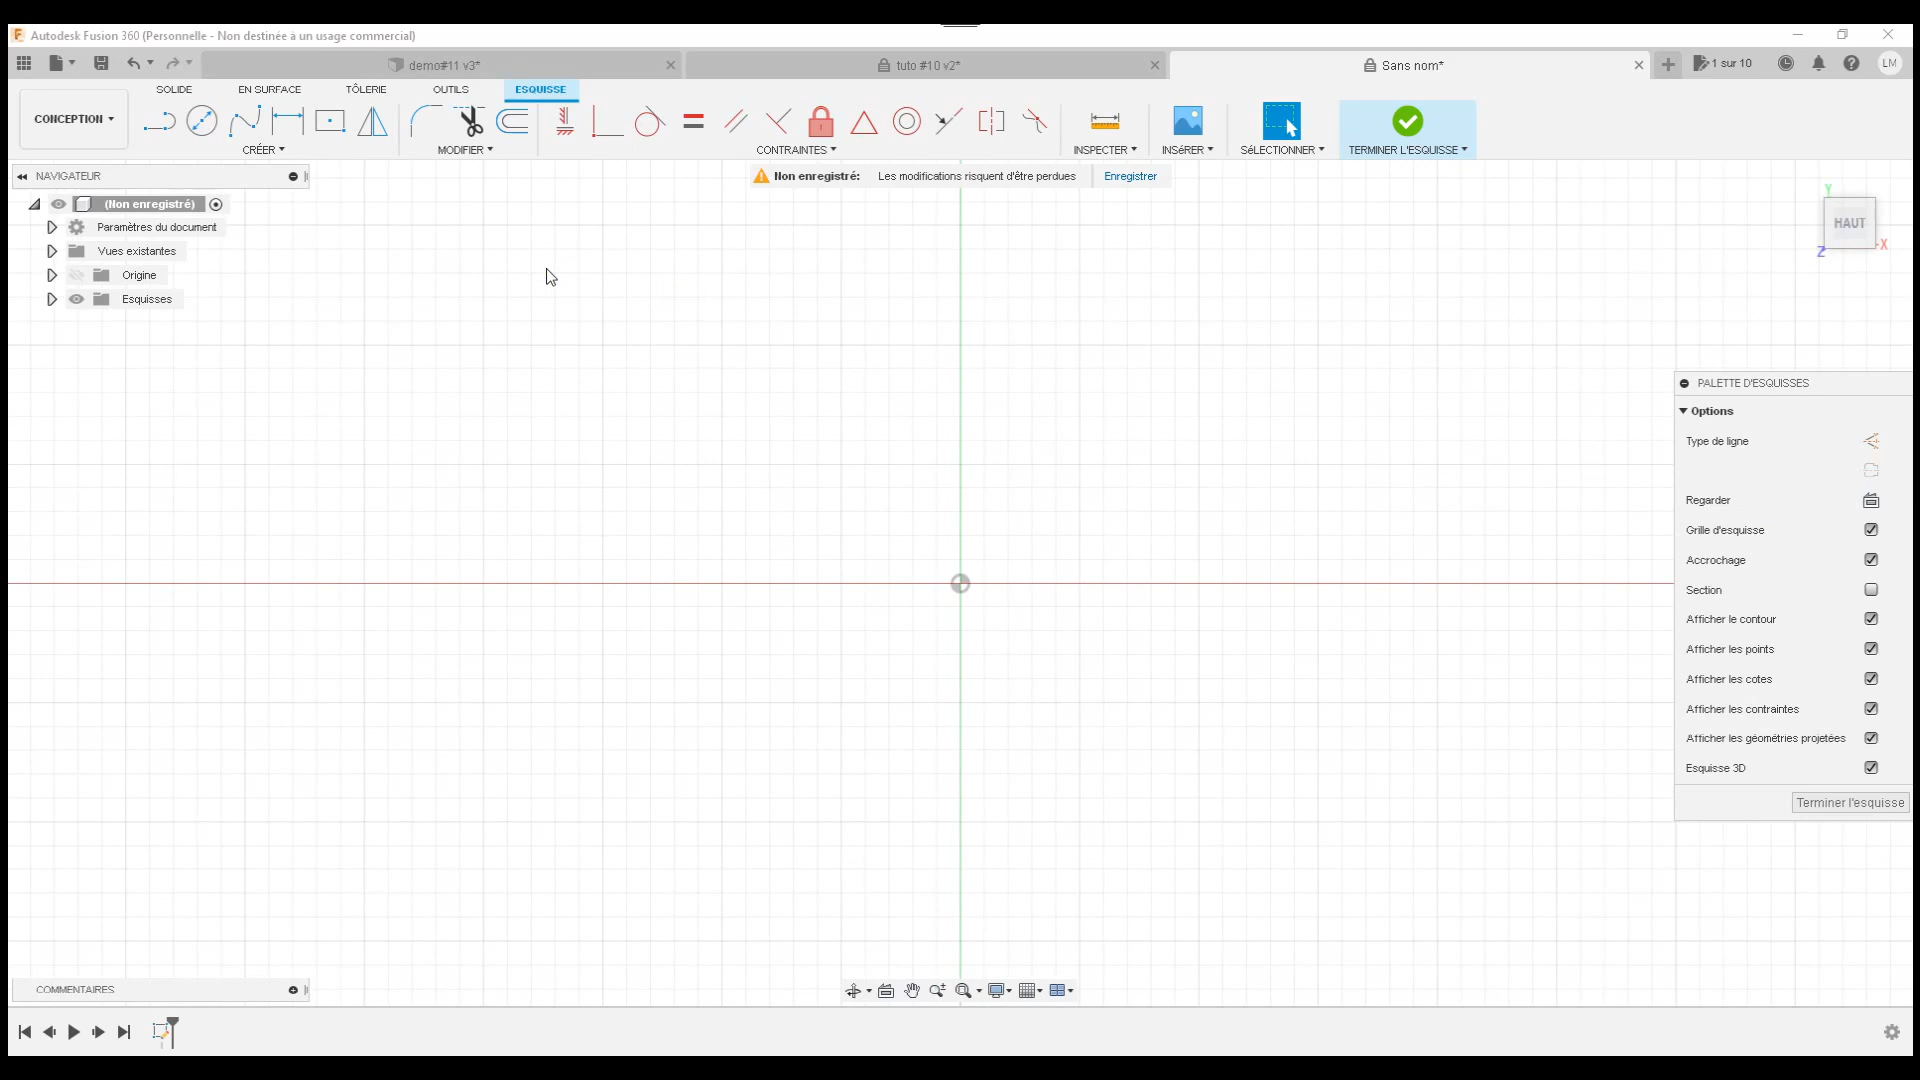 Autodesk Fusion 360 (Personnelle - Non destinée à un usage commercial)
demo#11 v3*
tuto #10 v2*
Sans nom*
1 sur 10
LM
SOLIDE
EN SURFACE
TÔLERIE
OUTILS
ESQUISSE
CONCEPTION
CRÉER
MODIFIER
CONTRAINTES
INSPECTER
INSéRER
SéLECTIONNER
TERMINER L'ESQUISSE
NAVIGATEUR
Non enregistré: Les modifications risquent d'être perdues Enregistrer
(Non enregistré)
Paramètres du document
Vues existantes
Origine
Esquisses
Y
HAUT
X
Z
PALETTE D'ESQUISSES
Options
Type de ligne
Regarder
Grille d'esquisse
Accrochage
Section
Afficher le contour
Afficher les points
Afficher les cotes
Afficher les contraintes
Afficher les géométries projetées
Esquisse 3D
Terminer l'esquisse
COMMENTAIRES